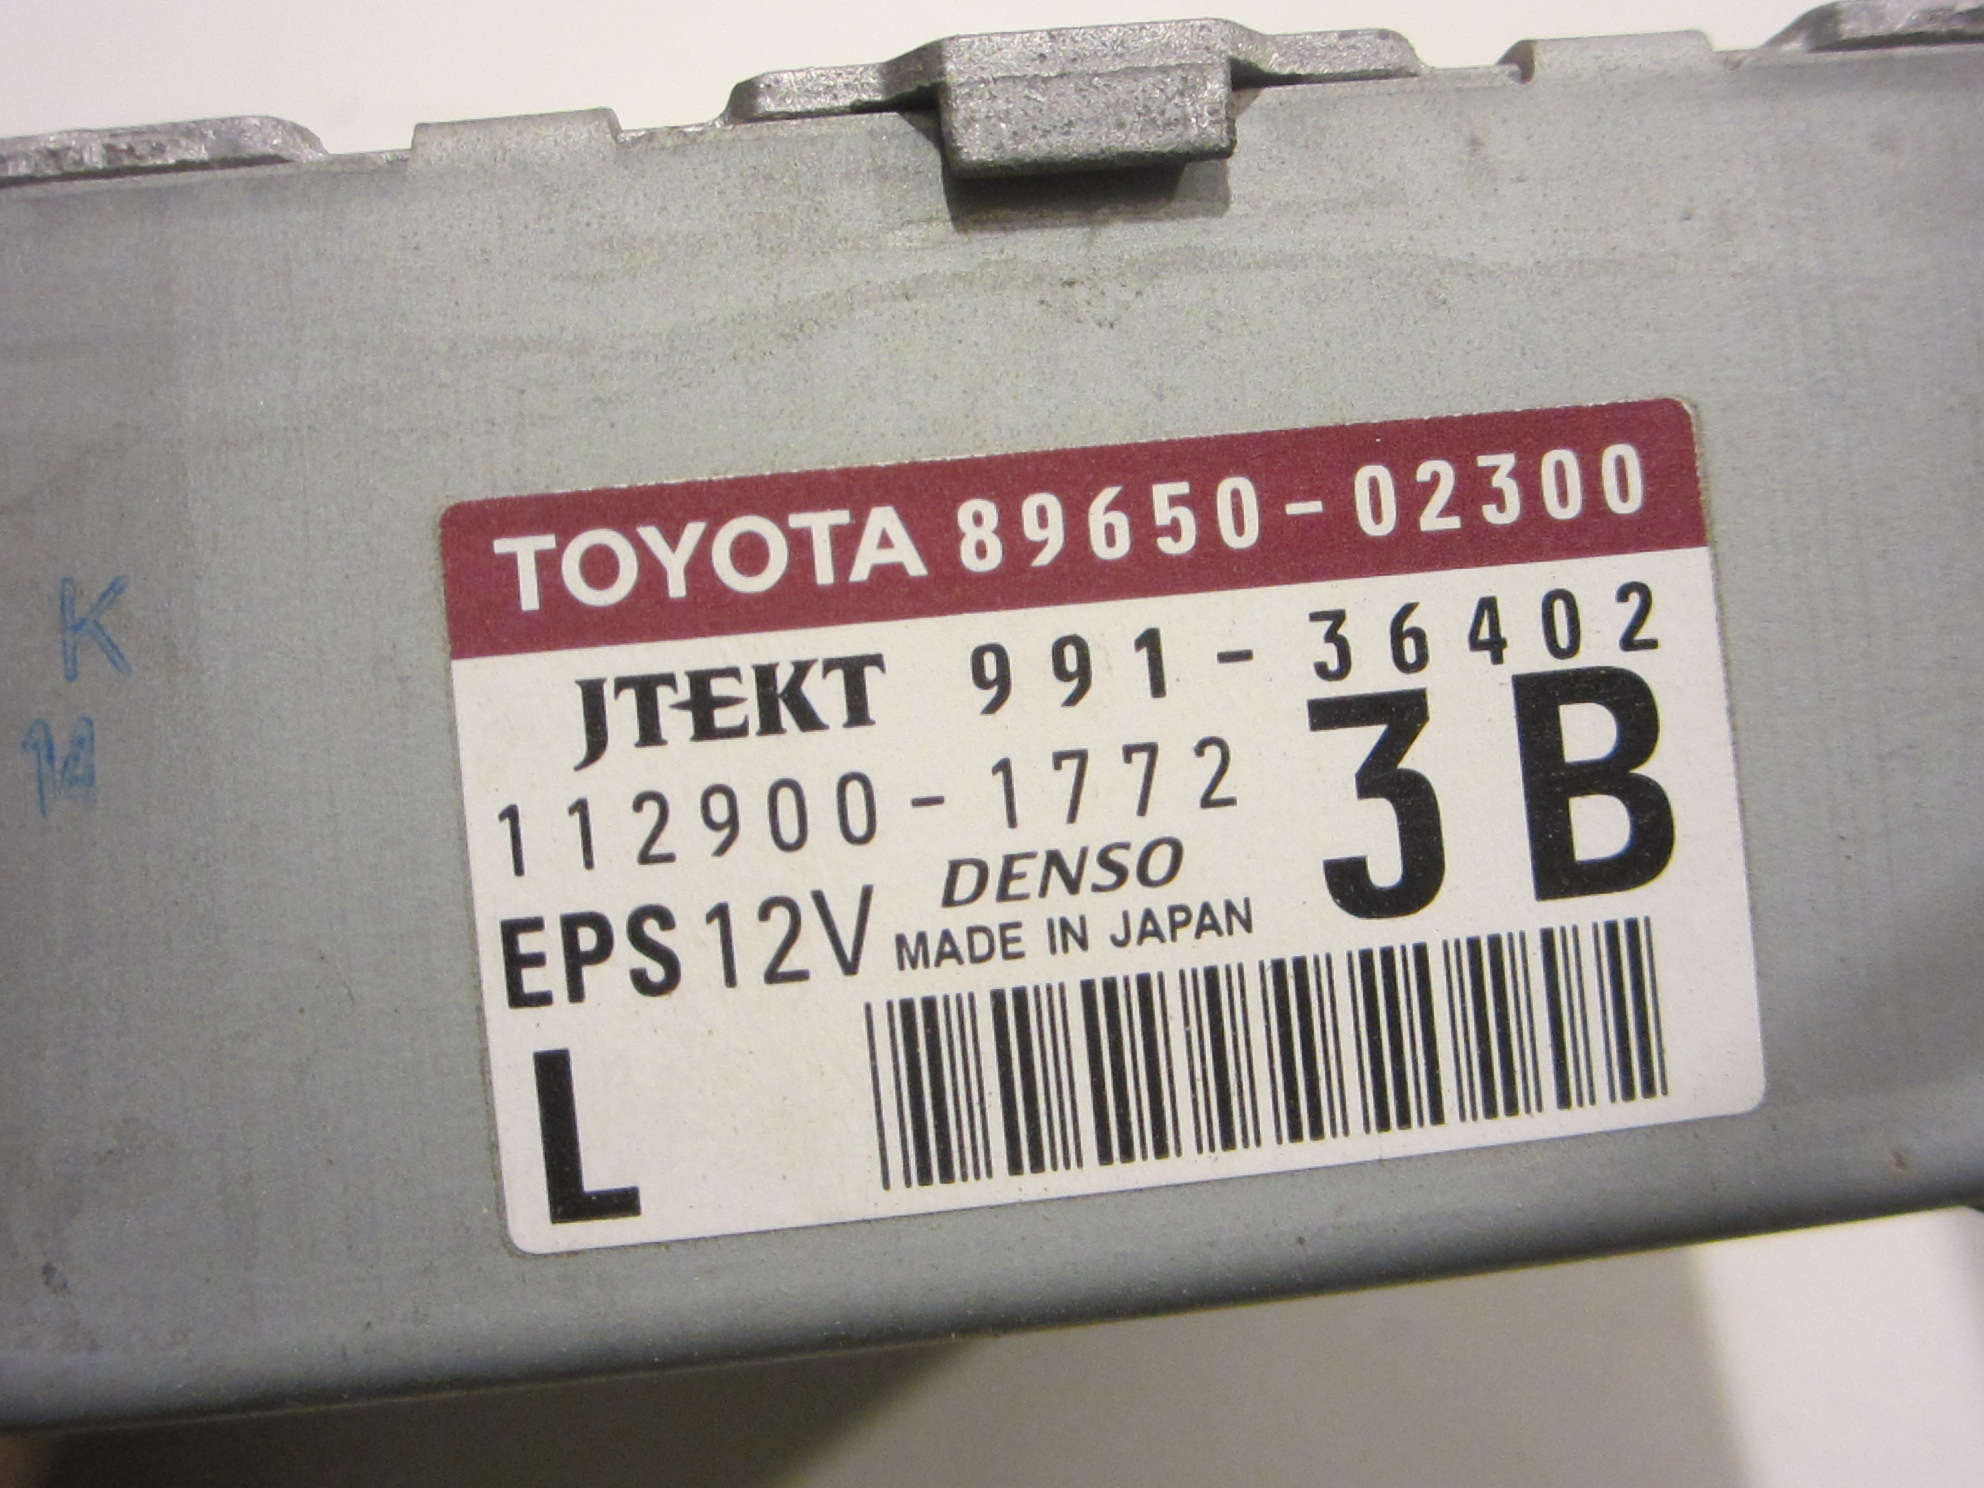 TOYOTA 89650-02300
JTEKT 991-36402
112900-1772 3B
DENSO
EPS 12V MADE IN JAPAN
L
K